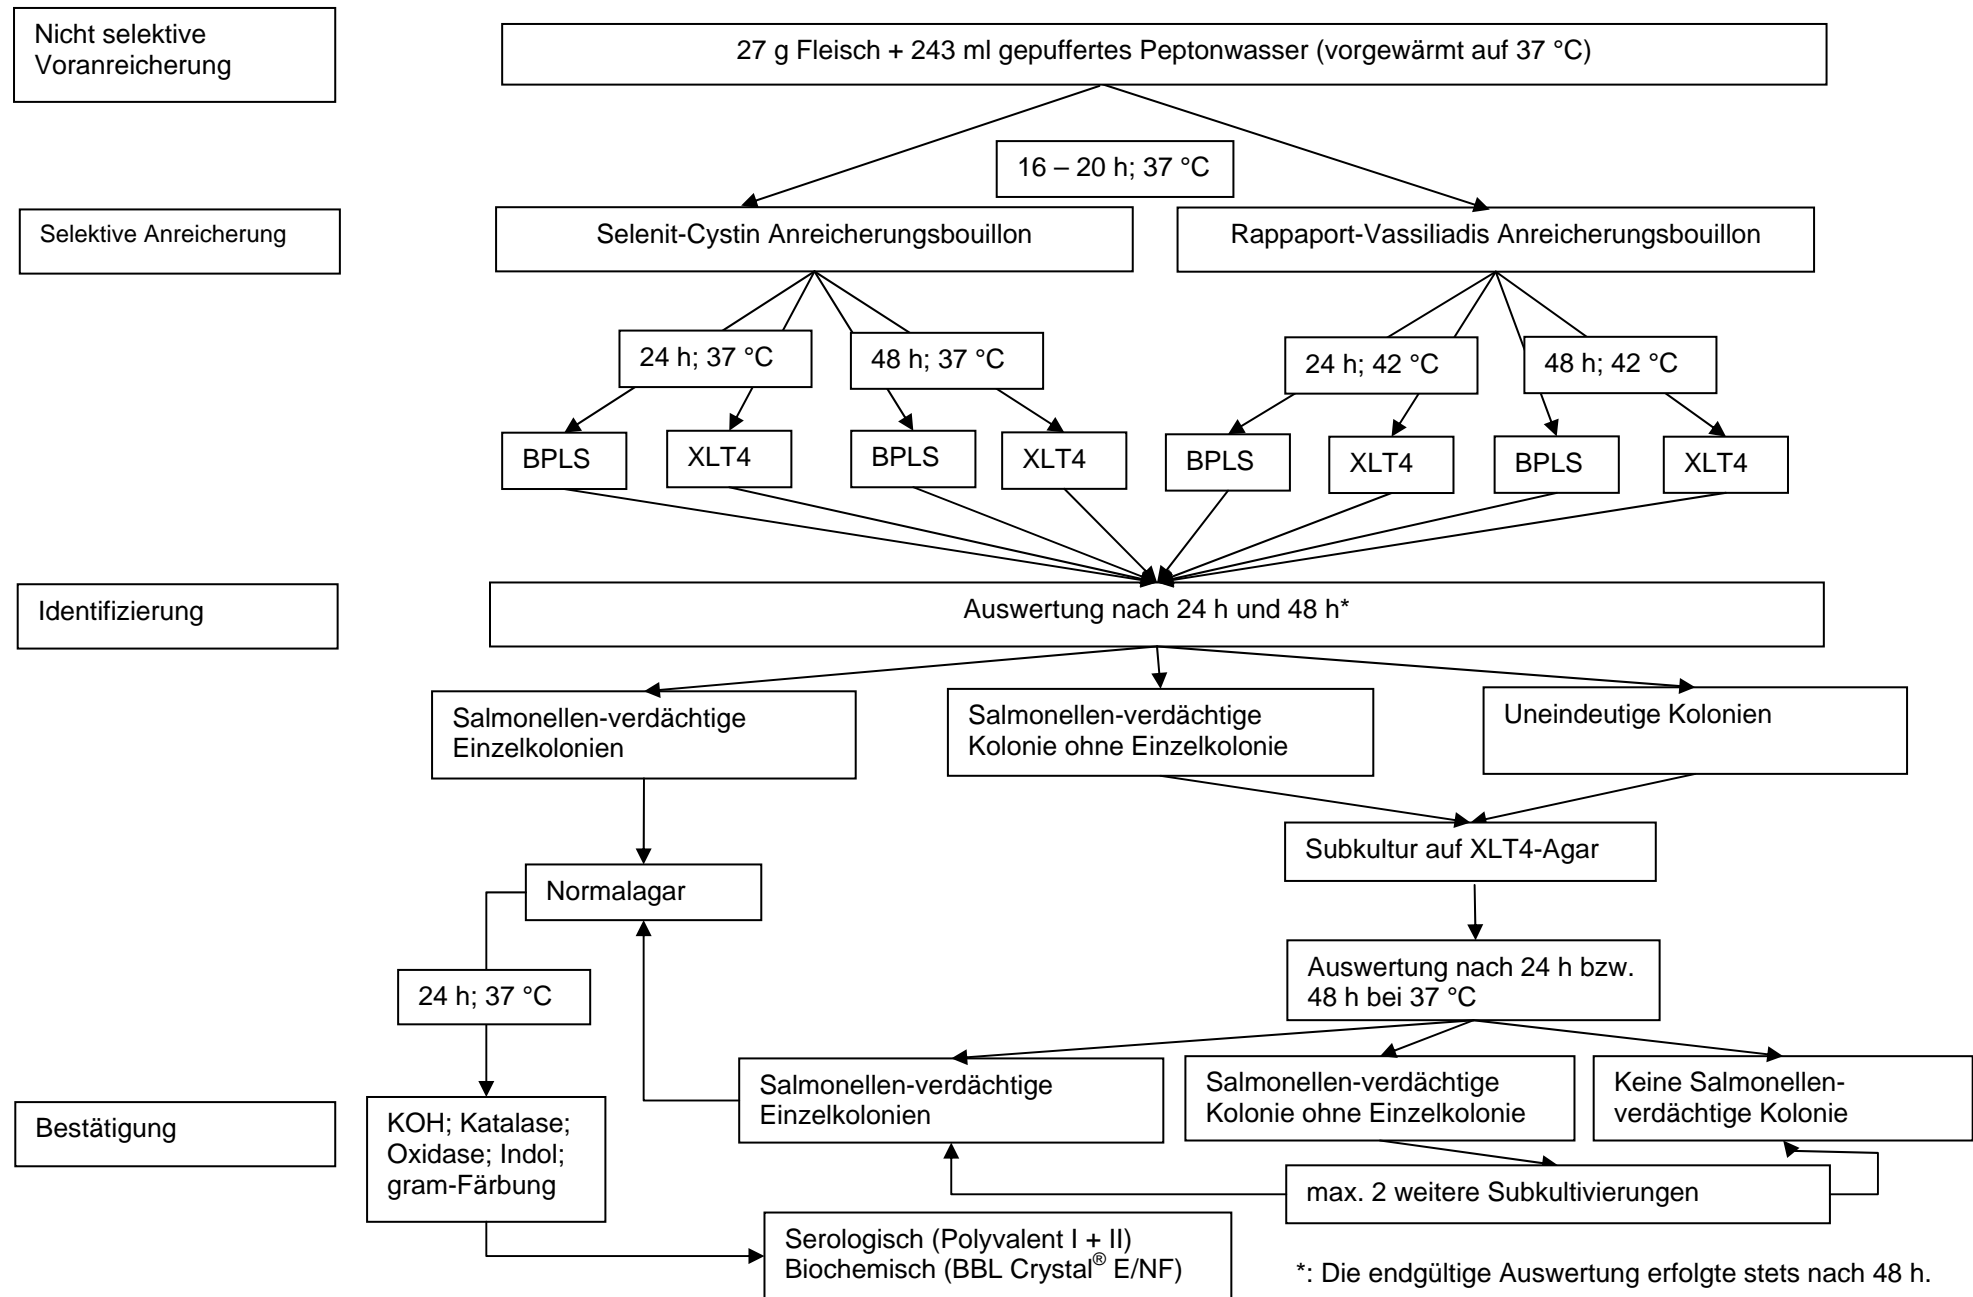 Nicht selektive
Voranreicherung
27 g Fleisch + 243 ml gepuffertes Peptonwasser (vorgewärmt auf 37 °C)
16 – 20 h; 37 °C
Selektive Anreicherung
Selenit-Cystin Anreicherungsbouillon
Rappaport-Vassiliadis Anreicherungsbouillon
24 h; 37 °C
48 h; 37 °C
24 h; 42 °C
48 h; 42 °C
BPLS
XLT4
BPLS
XLT4
BPLS
XLT4
BPLS
XLT4
Identifizierung
Auswertung nach 24 h und 48 h*
Salmonellen-verdächtige
Einzelkolonien
Salmonellen-verdächtige
Kolonie ohne Einzelkolonie
Uneindeutige Kolonien
Subkultur auf XLT4-Agar
Normalagar
Auswertung nach 24 h bzw.
48 h bei 37 °C
24 h; 37 °C
Salmonellen-verdächtige
Einzelkolonien
Salmonellen-verdächtige
Kolonie ohne Einzelkolonie
Keine Salmonellen-
verdächtige Kolonie
Bestätigung
KOH; Katalase;
Oxidase; Indol;
gram-Färbung
max. 2 weitere Subkultivierungen
Serologisch (Polyvalent I + II)
Biochemisch (BBL Crystal® E/NF)
*: Die endgültige Auswertung erfolgte stets nach 48 h.